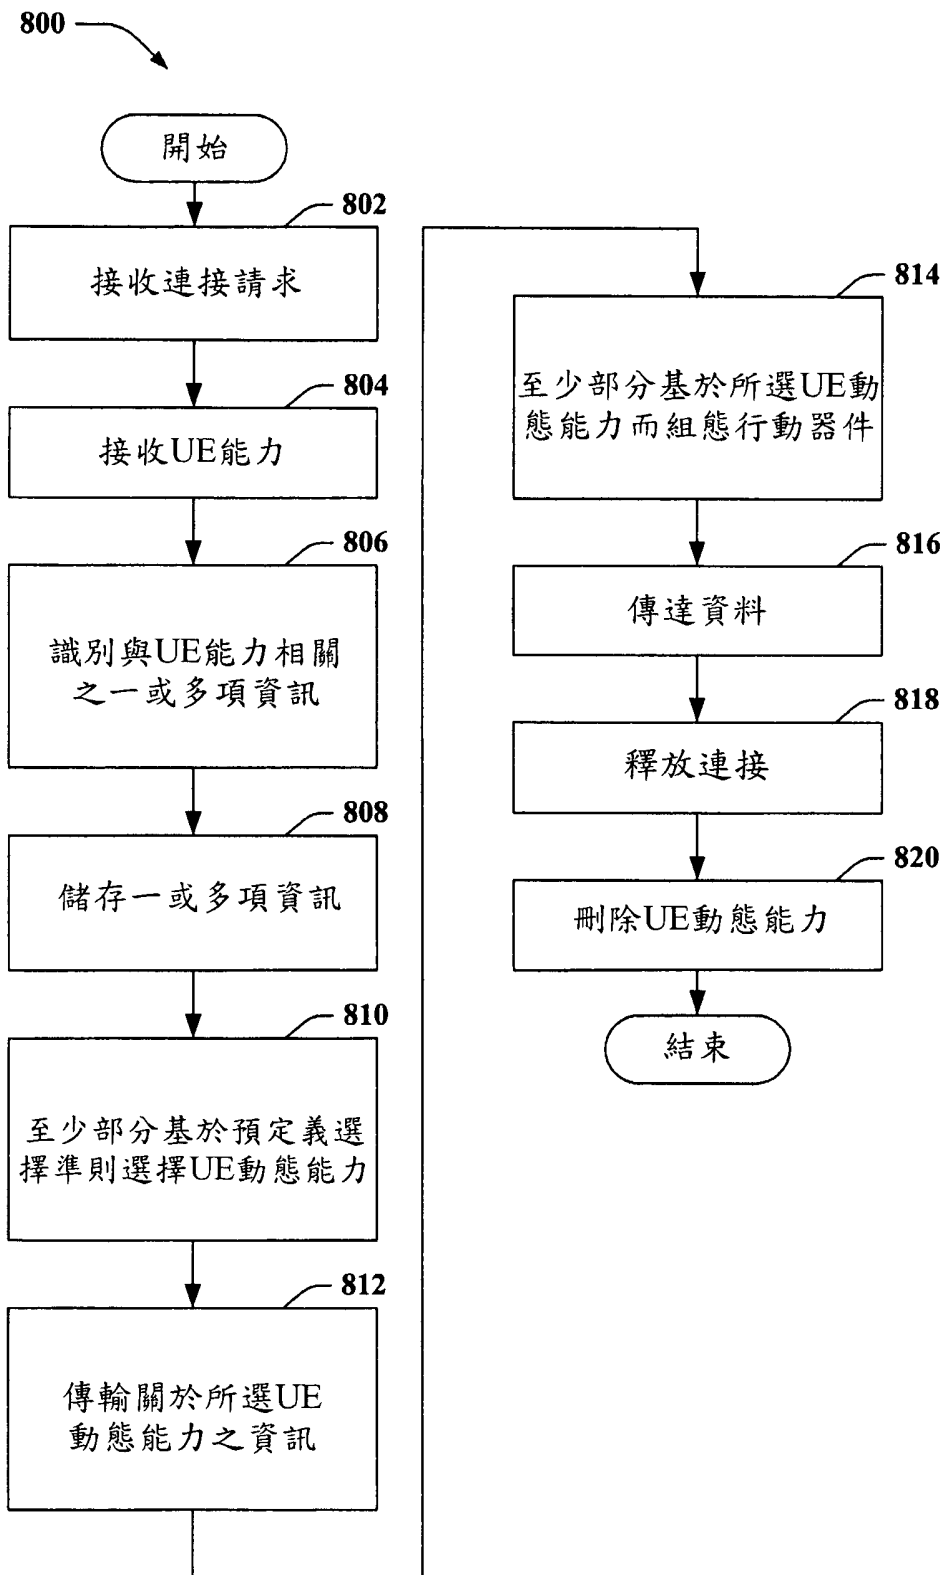 800
開始
802
接收連接請求
804
接收UE能力
806
識別與UE能力相關
之一或多項資訊
808
儲存一或多項資訊
810
至少部分基於預定義選
擇準則選擇UE動態能力
812
傳輸關於所選UE
動態能力之資訊
814
至少部分基於所選UE動
態能力而組態行動器件
816
傳達資料
818
釋放連接
820
刪除UE動態能力
結束